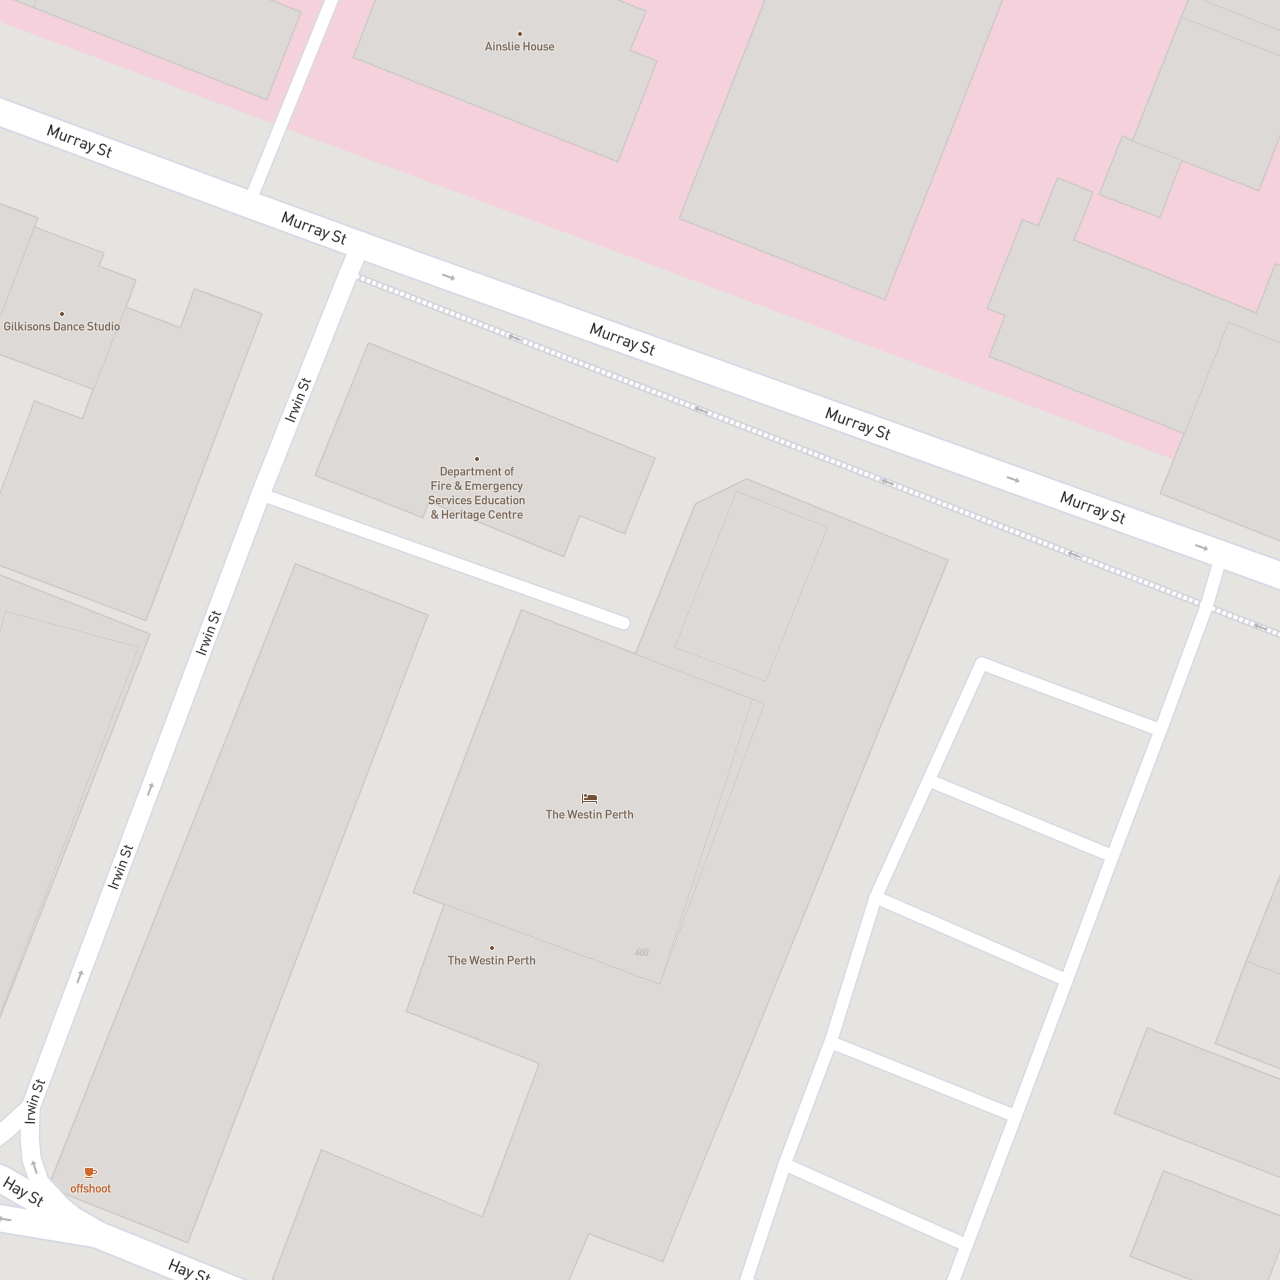 Ainslie House
Murray St
Murray St
Gilkisons Dance Studio
Murray St
Irwin St
Murray St
Department of
Fire & Emergency
Services Education
& Heritage Centre
Murray St
Irwin St
The Westin Perth
Irwin St
The Westin Perth
Irwin St
offshoot
Hay St
Hay St